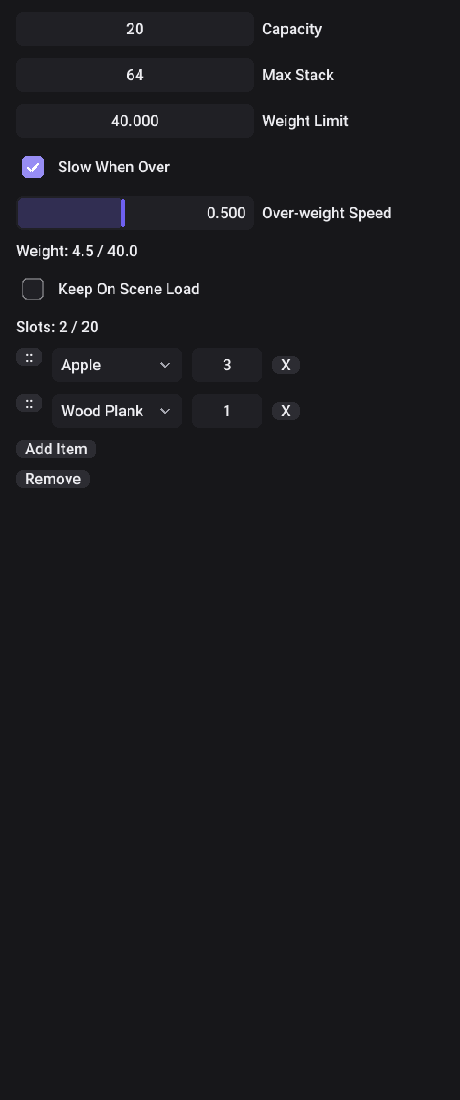 20 Capacity
64 Max Stack
40.000 Weight Limit
Slow When Over
0.500 Over-weight Speed
Weight: 4.5 / 40.0
Keep On Scene Load
Slots: 2 / 20
:: Apple 3 X
:: Wood Plank 1 X
Add Item
Remove